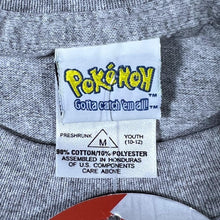 POKéMON™
Gotta catch 'em all!™
PRESHRUNK M YOUTH (10-12)
90% COTTON/10% POLYESTER
ASSEMBLED IN HONDURAS
OF U.S. COMPONENTS
CARE ABOVE